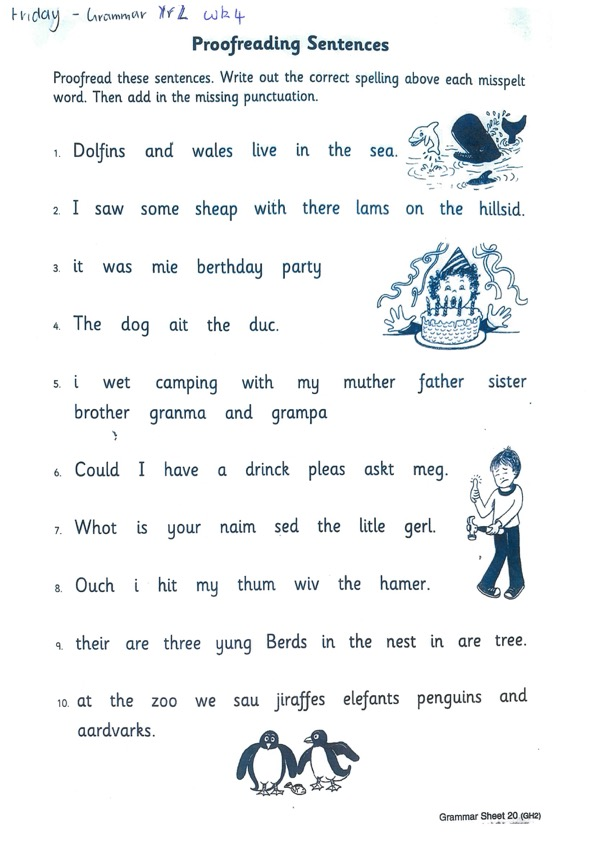 Friday - Grammar Yr2 wk4
Proofreading Sentences
Proofread these sentences. Write out the correct spelling above each misspelt
word. Then add in the missing punctuation.
1. Dolfins and wales live in the sea.
2. I saw some sheap with there lams on the hillsid.
3. it was mie berthday party
4. The dog ait the duc.
5. i wet camping with my muther father sister
brother granma and grampa
6. Could I have a drinck pleas askt meg.
7. Whot is your naim sed the litle gerl.
8. Ouch i hit my thum wiv the hamer.
9. their are three yung Berds in the nest in are tree.
10. at the zoo we sau jiraffes elefants penguins and
aardvarks.
Grammar Sheet 20 (GH2)